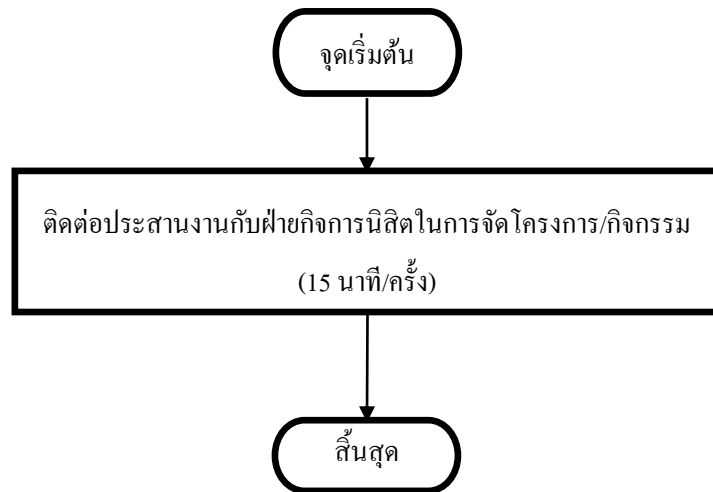 จุดเริ่มต้น
ติดต่อประสานงานกับฝ่ายกิจการนิสิตในการจัดโครงการ/กิจกรรม
(15 นาที/ครั้ง)
สิ้นสุด